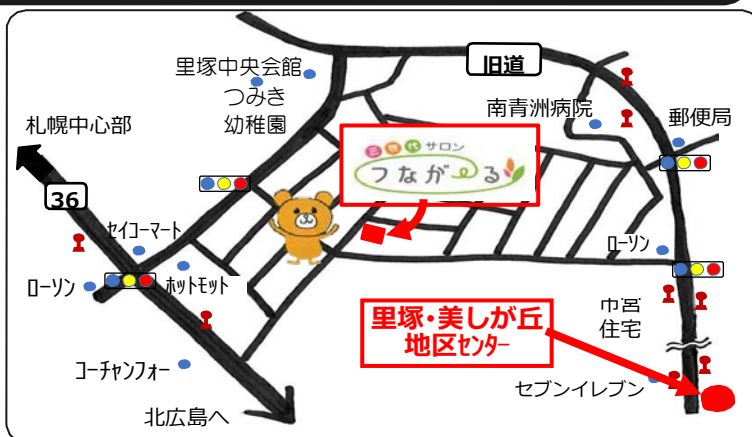 里塚中央会館
つみき
幼稚園
旧道
南青洲病院
郵便局
札幌中心部
三世代サロン
つながる
36
セイコーマート
ローソン
ホットモット
ローソン
市営
住宅
里塚・美しが丘
地区センター
コーチャンフォー
セブンイレブン
北広島へ